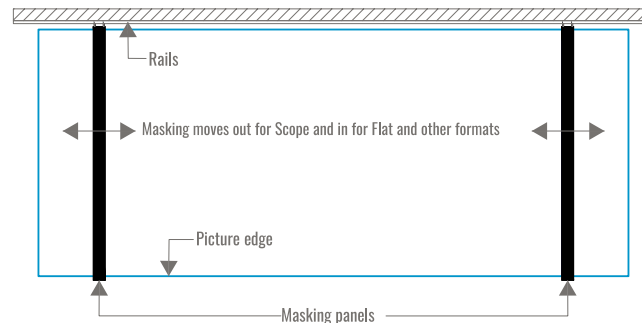 Rails
Masking moves out for Scope and in for Flat and other formats
Picture edge
Masking panels